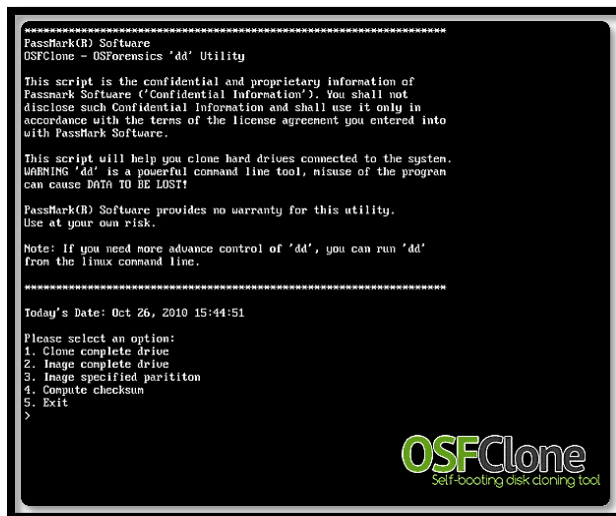 ******************************************************************************
PassMark(R) Software
OSFClone - OSForensics 'dd' Utility
This script is the confidential and proprietary information of
Passmark Software ('Confidential Information'). You shall not
disclose such Confidential Information and shall use it only in
accordance with the terms of the license agreement you entered into
with PassMark Software.
This script will help you clone hard drives connected to the system.
WARNING 'dd' is a powerful command line tool, misuse of the program
can cause DATA TO BE LOST!
PassMark(R) Software provides no warranty for this utility.
Use at your own risk.
Note: If you need more advance control of 'dd', you can run 'dd'
from the linux command line.
******************************************************************************
Today's Date: Oct 26, 2010 15:44:51
Please select an option:
1. Clone complete drive
2. Image complete drive
3. Image specified parititon
4. Compute checksum
5. Exit
>
OSFClone
Self-booting disk cloning tool